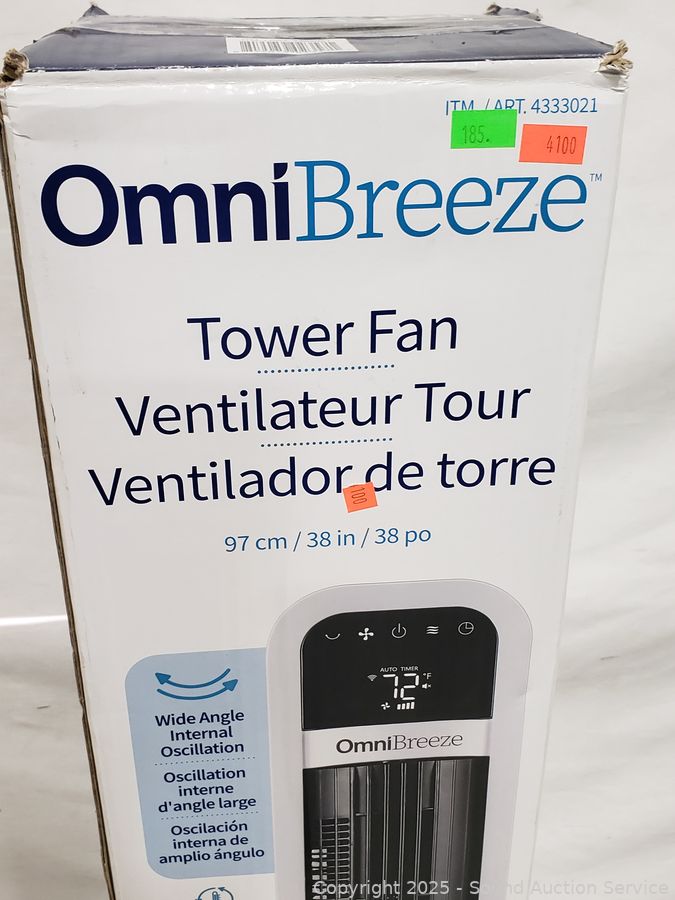 ITM. / ART. 4333021
185.
4100
OmniBreeze™
Tower Fan
Ventilateur Tour
Ventilador de torre
100
97 cm / 38 in / 38 po
AUTO TIMER
72 °F
OmniBreeze
Wide Angle
Internal
Oscillation
Oscillation
interne
d'angle large
Oscilación
interna de
amplio ángulo
Copyright 2025 - Sound Auction Service